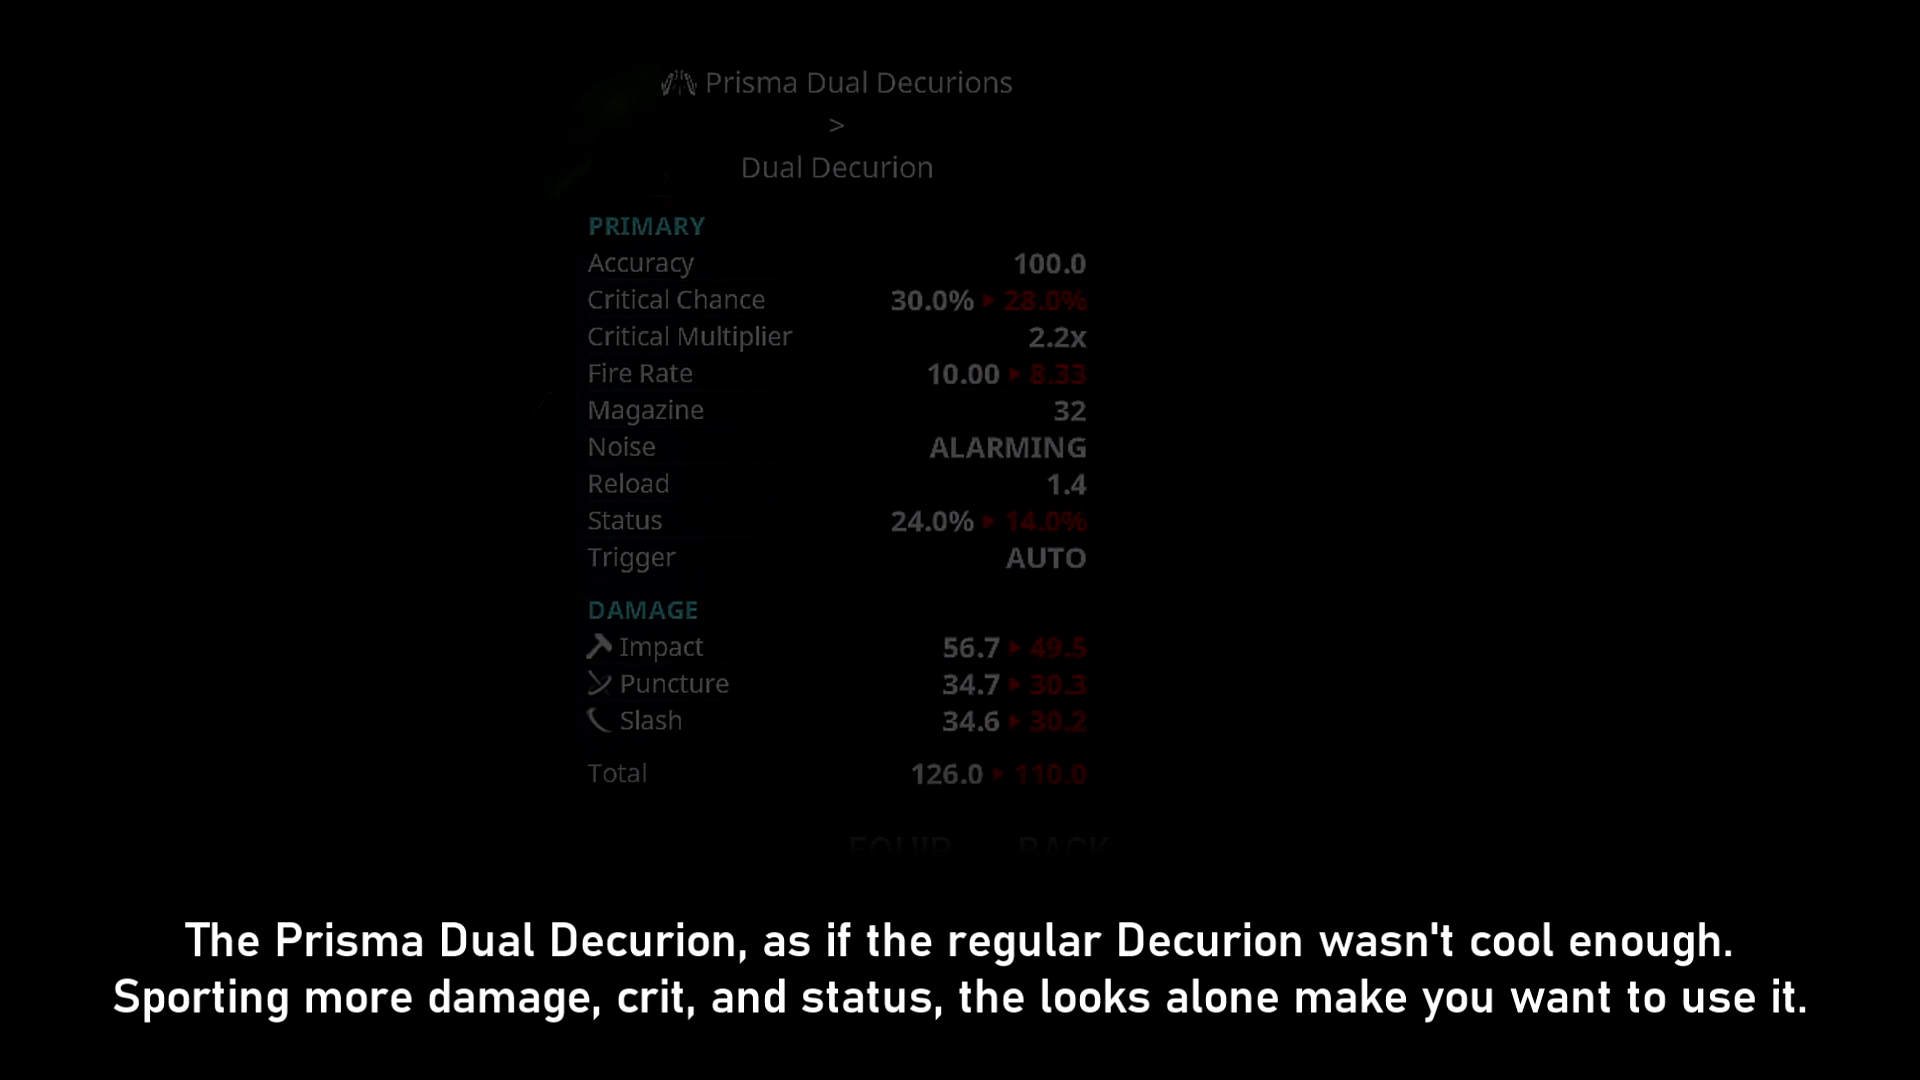 Prisma Dual Decurions
>
Dual Decurion
PRIMARY
Accuracy 100.0
Critical Chance 30.0% ▸ 28.0%
Critical Multiplier 2.2x
Fire Rate 10.00 ▸ 8.33
Magazine 32
Noise ALARMING
Reload 1.4
Status 24.0% ▸ 14.0%
Trigger AUTO
DAMAGE
Impact 56.7 ▸ 49.5
Puncture 34.7 ▸ 30.3
Slash 34.6 ▸ 30.2
Total 126.0 ▸ 110.0
EQUIP BACK
The Prisma Dual Decurion, as if the regular Decurion wasn't cool enough.
Sporting more damage, crit, and status, the looks alone make you want to use it.